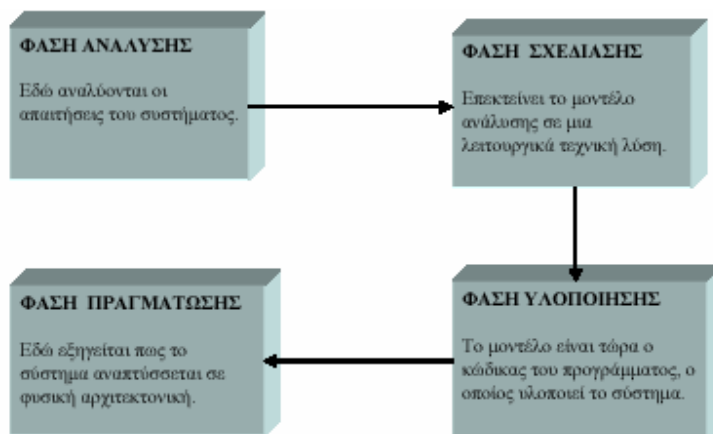 ΦΑΣΗ ΑΝΑΛΥΣΗΣ
Εδώ αναλύονται οι
απαιτήσεις του συστήματος.
ΦΑΣΗ ΣΧΕΔΙΑΣΗΣ
Επεκτείνει το μοντέλο
ανάλυσης σε μια
λειτουργικά τεχνική λύση.
ΦΑΣΗ ΥΛΟΠΟΙΗΣΗΣ
Το μοντέλο είναι τώρα ο
κώδικας του προγράμματος, ο
οποίος υλοποιεί το σύστημα.
ΦΑΣΗ ΠΡΑΓΜΑΤΩΣΗΣ
Εδώ εξηγείται πως το
σύστημα αναπτύσσεται σε
φυσική αρχιτεκτονική.